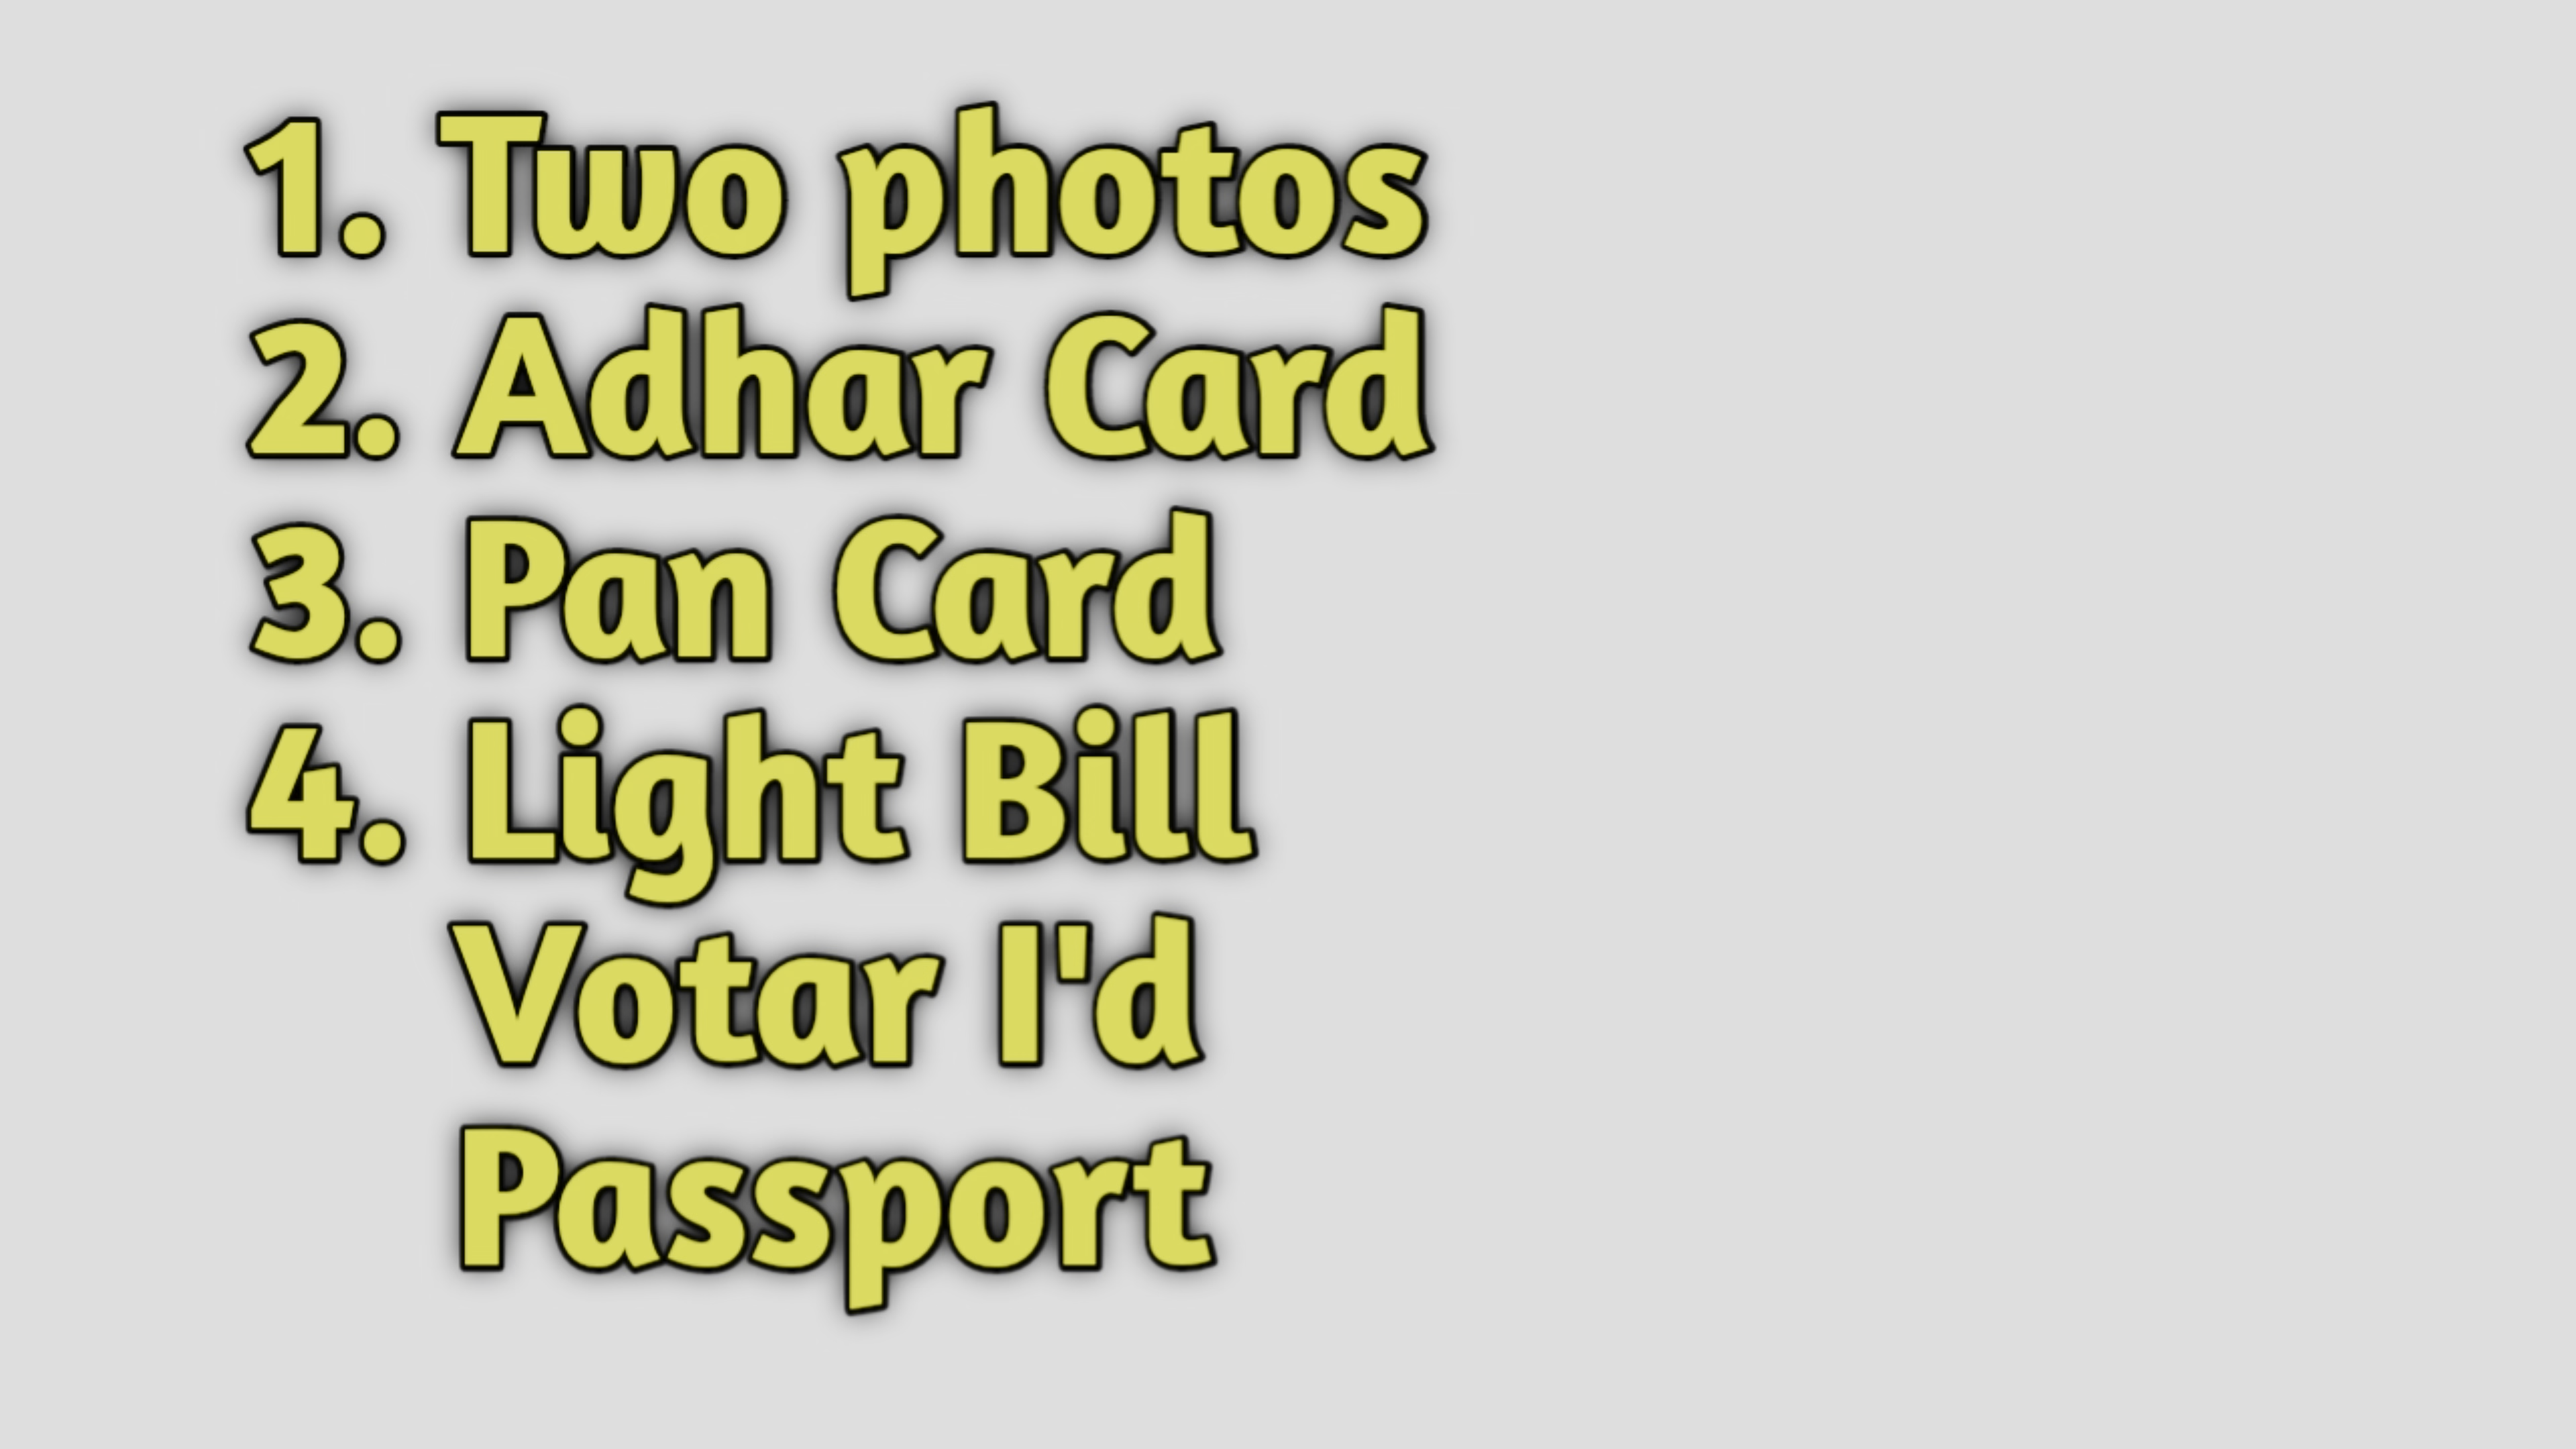 1. Two photos
2. Adhar Card
3. Pan Card
4. Light Bill
Votar I'd
Passport